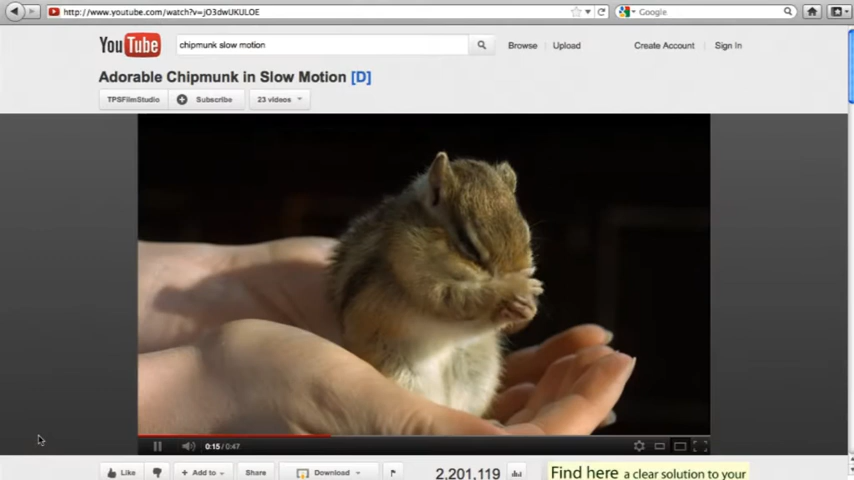 http://www.youtube.com/watch?v=jO3dwUKUL0E
Google
YouTube
chipmunk slow motion
Browse
Upload
Create Account
Sign In
Adorable Chipmunk in Slow Motion [D]
TPSFilmStudio
Subscribe
23 videos
0:15 / 0:47
Like
Add to
Share
Download
2,201,119
Find here a clear solution to your